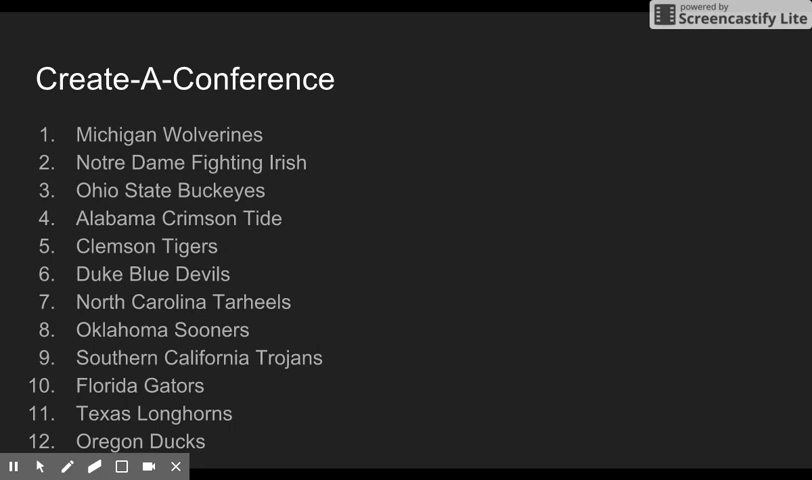 powered by
Screencastify Lite
Create-A-Conference
1. Michigan Wolverines
2. Notre Dame Fighting Irish
3. Ohio State Buckeyes
4. Alabama Crimson Tide
5. Clemson Tigers
6. Duke Blue Devils
7. North Carolina Tarheels
8. Oklahoma Sooners
9. Southern California Trojans
10. Florida Gators
11. Texas Longhorns
12. Oregon Ducks